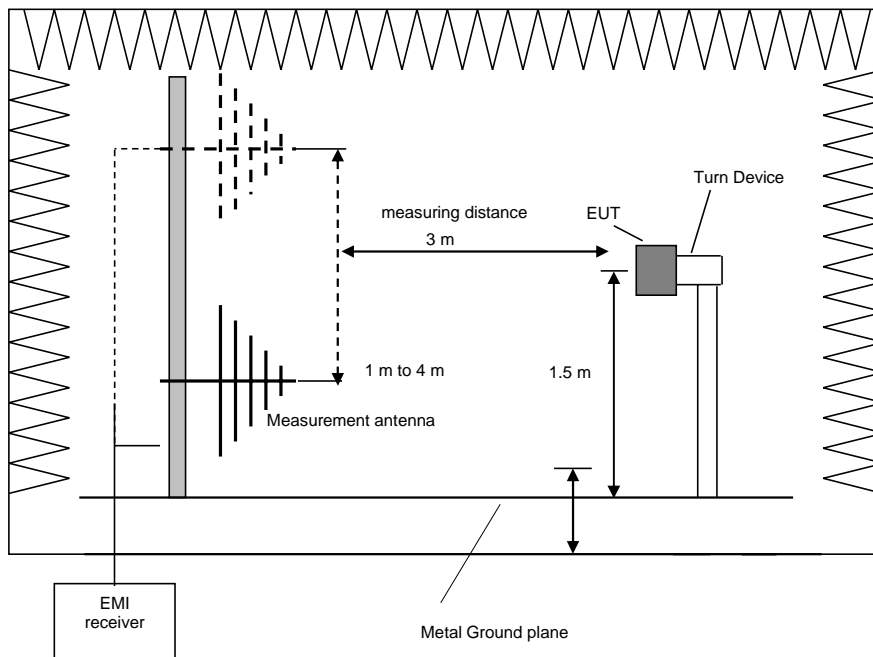 Turn Device
EUT
measuring distance
3 m
1 m to 4 m
1.5 m
Measurement antenna
EMI
receiver
Metal Ground plane